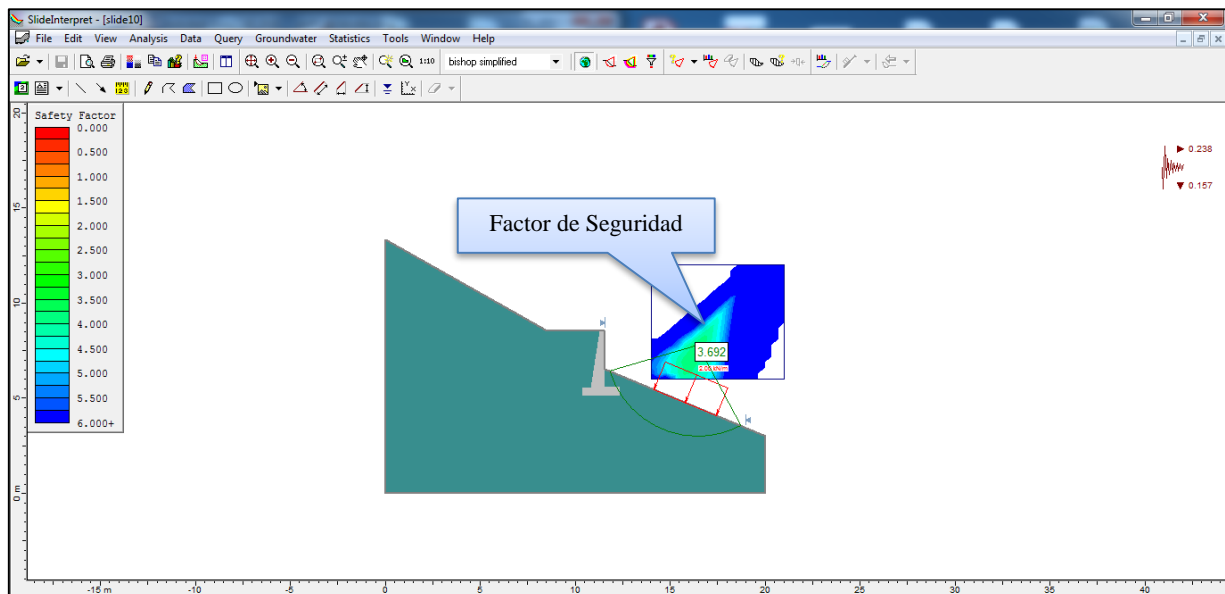 SlideInterpret - [slide10]
File Edit View Analysis Data Query Groundwater Statistics Tools Window Help
1:10 bishop simplified
Safety Factor
0.000
0.500
1.000
1.500
2.000
2.500
3.000
3.500
4.000
4.500
5.000
5.500
6.000+
0.238
0.157
Factor de Seguridad
3.692
20
15
10
5
0 m
-15 m -10 -5 0 5 10 15 20 25 30 35 40